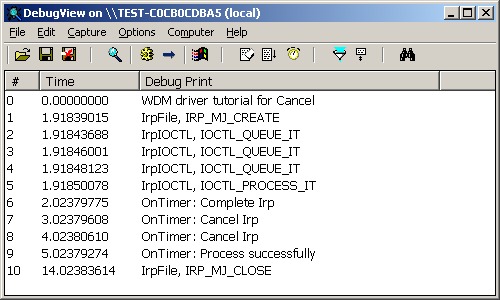 DebugView on \\TEST-C0CB0CDBA5 (local)
File Edit Capture Options Computer Help
# Time Debug Print
0 0.00000000 WDM driver tutorial for Cancel
1 1.91839015 IrpFile, IRP_MJ_CREATE
2 1.91843688 IrpIOCTL, IOCTL_QUEUE_IT
3 1.91846001 IrpIOCTL, IOCTL_QUEUE_IT
4 1.91848123 IrpIOCTL, IOCTL_QUEUE_IT
5 1.91850078 IrpIOCTL, IOCTL_PROCESS_IT
6 2.02379775 OnTimer: Complete Irp
7 3.02379608 OnTimer: Cancel Irp
8 4.02380610 OnTimer: Cancel Irp
9 5.02379274 OnTimer: Process successfully
10 14.02383614 IrpFile, IRP_MJ_CLOSE